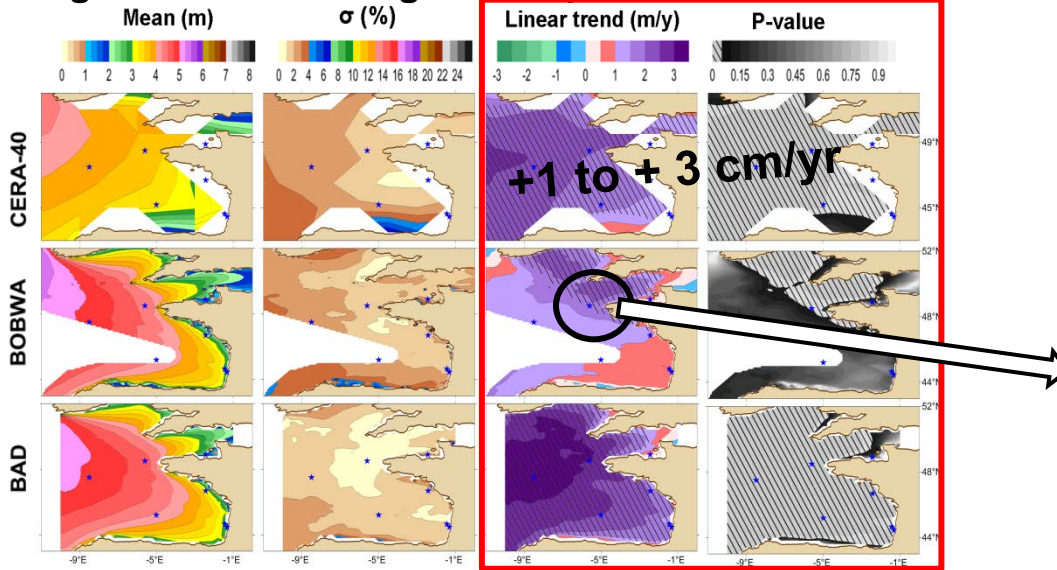 Mean (m)
σ (%)
Linear trend (m/y)
P-value
0 1 2 3 4 5 6 7 8
0 2 4 6 8 10 12 14 16 18 20 22 24
-3 -2 -1 0 1 2 3
0 0.15 0.3 0.45 0.6 0.75 0.9
CERA-40
+1 to + 3 cm/yr
49°N
45°N
BOBWA
52°N
48°N
44°N
BAD
52°N
48°N
44°N
-9°E -5°E -1°E
-9°E -5°E -1°E
-9°E -5°E -1°E
-9°E -5°E -1°E